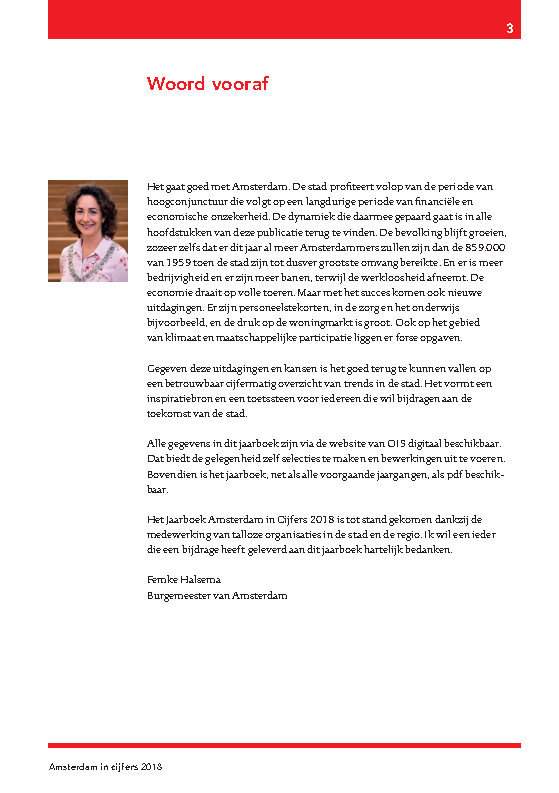 3
Woord vooraf
Het gaat goed met Amsterdam. De stad profiteert volop van de periode van
hoogconjunctuur die volgt op een langdurige periode van financiële en
economische onzekerheid. De dynamiek die daarmee gepaard gaat is in alle
hoofdstukken van deze publicatie terug te vinden. De bevolking blijft groeien,
zozeer zelfs dat er dit jaar al meer Amsterdammers zullen zijn dan de 859.000
van 1959 toen de stad zijn tot dusver grootste omvang bereikte. En er is meer
bedrijvigheid en er zijn meer banen, terwijl de werkloosheid afneemt. De
economie draait op volle toeren. Maar met het succes komen ook nieuwe
uitdagingen. Er zijn personeelstekorten, in de zorg en het onderwijs
bijvoorbeeld, en de druk op de woningmarkt is groot. Ook op het gebied
van klimaat en maatschappelijke participatie liggen er forse opgaven.
Gegeven deze uitdagingen en kansen is het goed terug te kunnen vallen op
een betrouwbaar cijfermatig overzicht van trends in de stad. Het vormt een
inspiratiebron en een toetssteen voor iedereen die wil bijdragen aan de
toekomst van de stad.
Alle gegevens in dit jaarboek zijn via de website van OIS digitaal beschikbaar.
Dat biedt de gelegenheid zelf selecties te maken en bewerkingen uit te voeren.
Bovendien is het jaarboek, net als alle voorgaande jaargangen, als pdf beschik-
baar.
Het Jaarboek Amsterdam in Cijfers 2018 is tot stand gekomen dankzij de
medewerking van talloze organisaties in de stad en de regio. Ik wil een ieder
die een bijdrage heeft geleverd aan dit jaarboek hartelijk bedanken.
Femke Halsema
Burgemeester van Amsterdam
Amsterdam in cijfers 2018